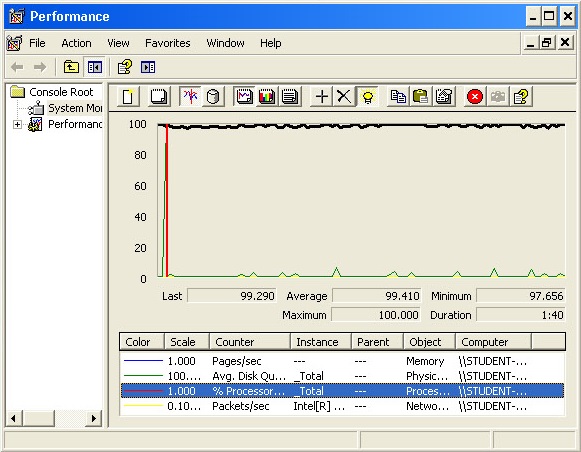 Performance
File Action View Favorites Window Help
Console Root
System Mo
Performanc
100
80
60
40
20
0
Last 99.290 Average 99.410 Minimum 97.656
Maximum 100.000 Duration 1:40
Color Scale Counter Instance Parent Object Computer
1.000 Pages/sec --- --- Memory \\STUDENT-...
100.... Avg. Disk Qu... _Total --- Physic... \\STUDENT-...
1.000 % Processor... _Total --- Proces... \\STUDENT-...
0.10... Packets/sec Intel[R] ... --- Netwo... \\STUDENT-...